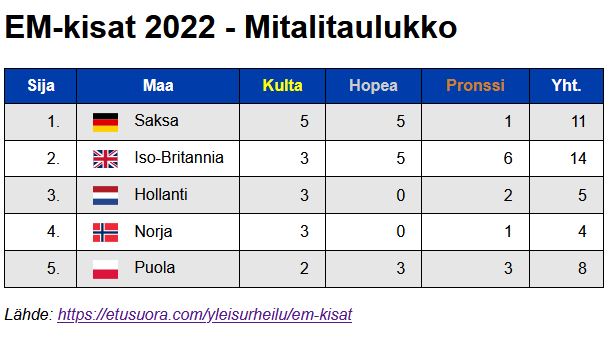 EM-kisat 2022 - Mitalitaulukko
Sija Maa Kulta Hopea Pronssi Yht.
1. Saksa 5 5 1 11
2. Iso-Britannia 3 5 6 14
3. Hollanti 3 0 2 5
4. Norja 3 0 1 4
5. Puola 2 3 3 8
Lähde: https://etusuora.com/yleisurheilu/em-kisat